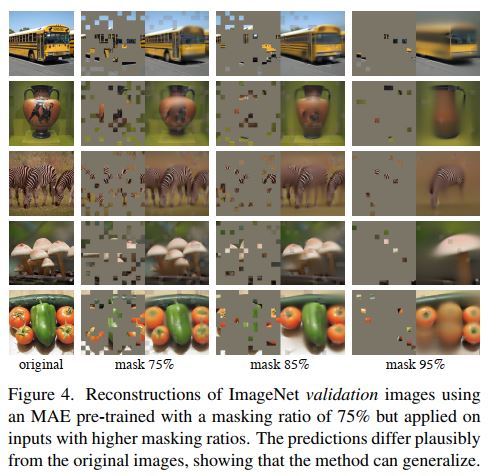 original mask 75% mask 85% mask 95%
Figure 4. Reconstructions of ImageNet validation images using
an MAE pre-trained with a masking ratio of 75% but applied on
inputs with higher masking ratios. The predictions differ plausibly
from the original images, showing that the method can generalize.